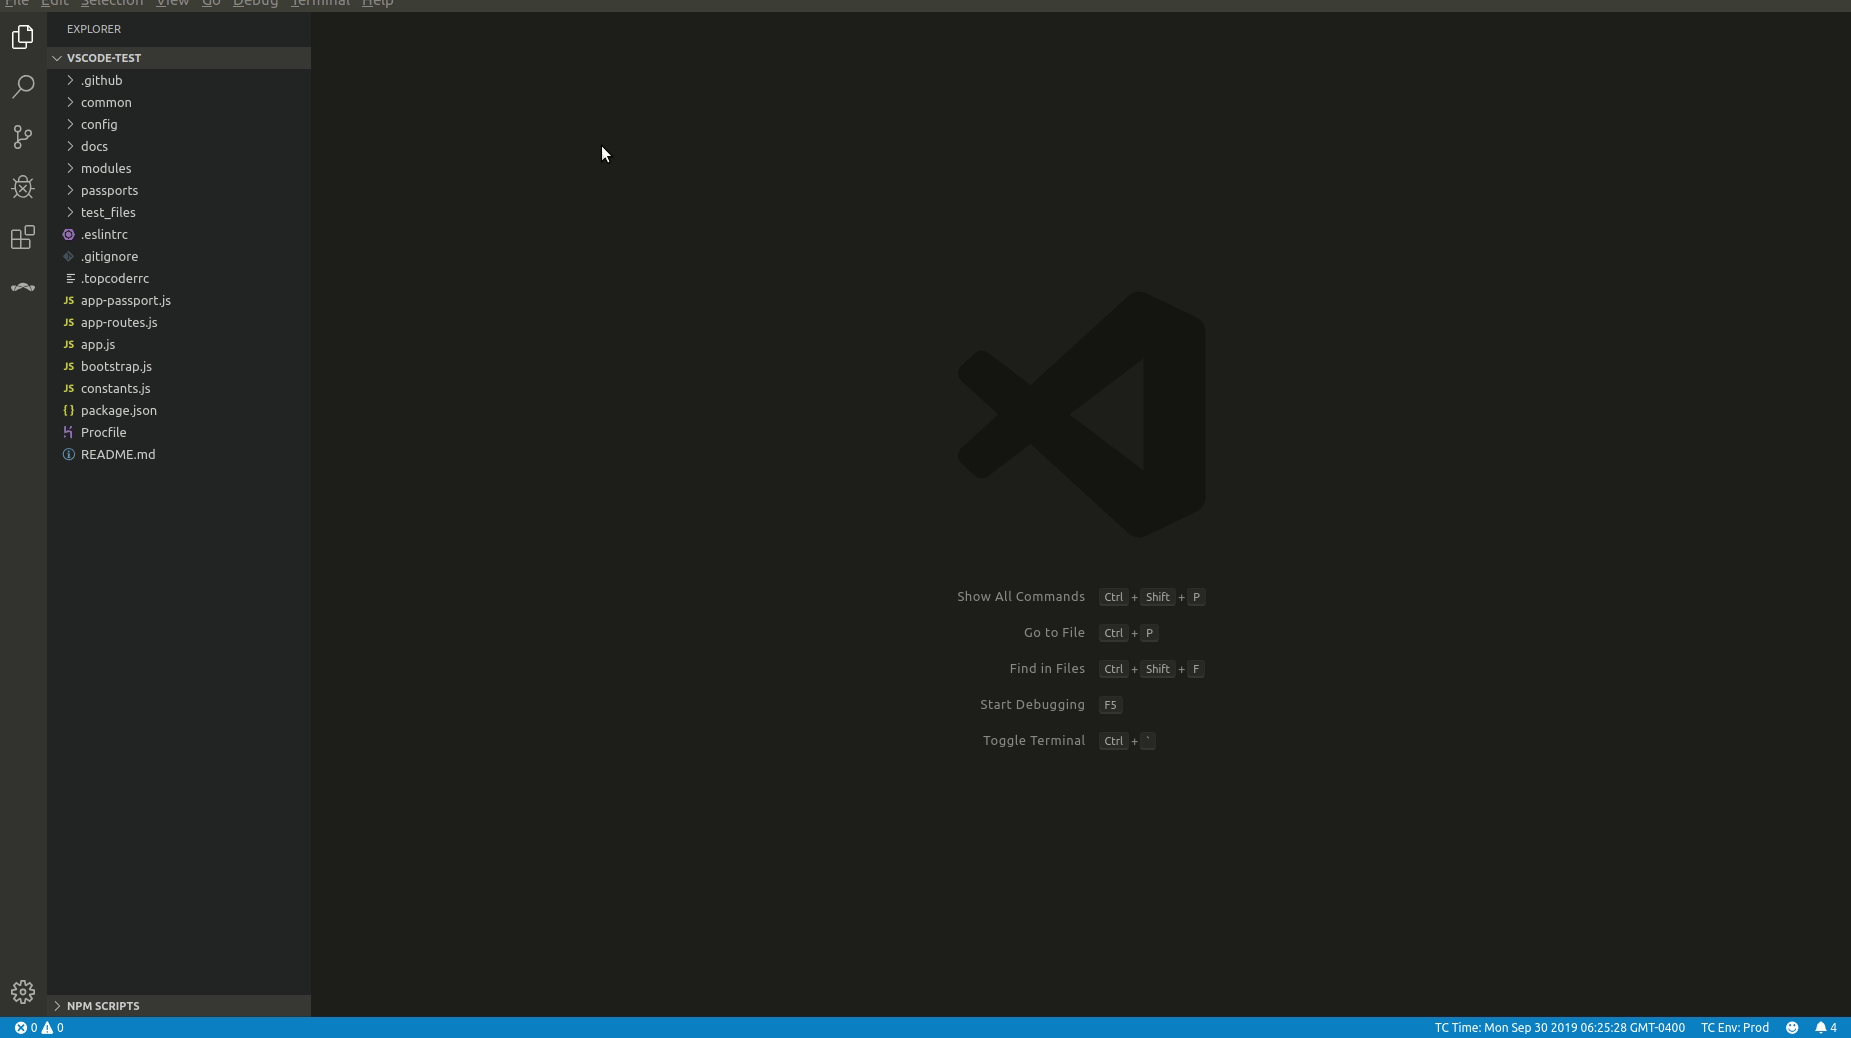 File Edit Selection View Go Debug Terminal Help
EXPLORER
VSCODE-TEST
.github
common
config
docs
modules
passports
test_files
.eslintrc
.gitignore
.topcoderrc
JS app-passport.js
JS app-routes.js
JS app.js
JS bootstrap.js
JS constants.js
{} package.json
Procfile
README.md
Show All Commands Ctrl + Shift + P
Go to File Ctrl + P
Find in Files Ctrl + Shift + F
Start Debugging F5
Toggle Terminal Ctrl + `
NPM SCRIPTS
0 0 TC Time: Mon Sep 30 2019 06:25:28 GMT-0400 TC Env: Prod 4